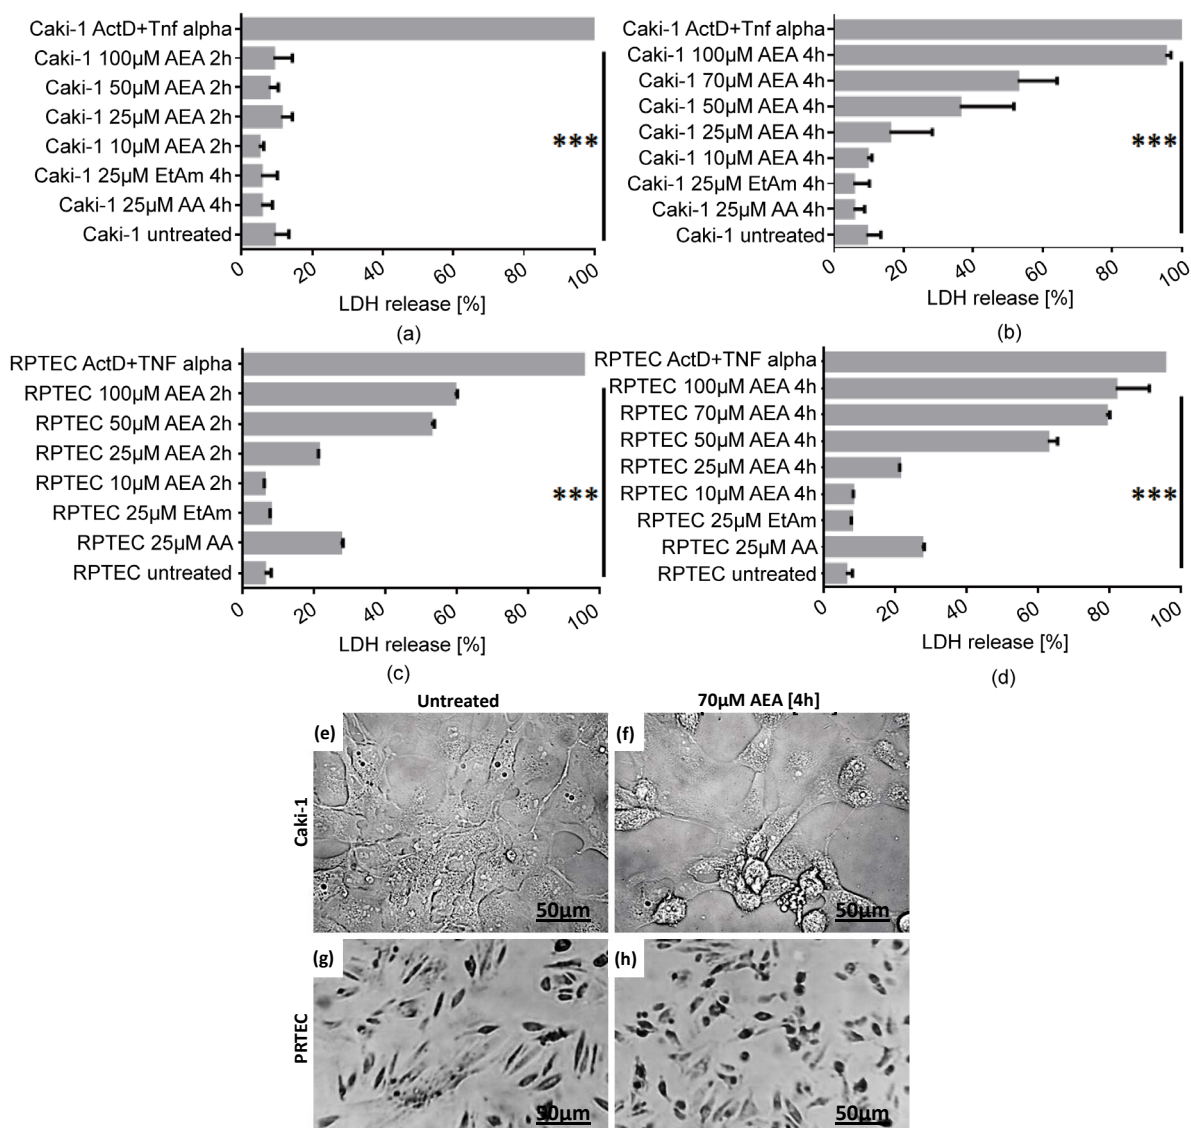 Caki-1 ActD+Tnf alpha
Caki-1 100µM AEA 2h
Caki-1 50µM AEA 2h
Caki-1 25µM AEA 2h
Caki-1 10µM AEA 2h
Caki-1 25µM EtAm 4h
Caki-1 25µM AA 4h
Caki-1 untreated
***
0 20 40 60 80 100
LDH release [%]
(a)
Caki-1 ActD+Tnf alpha
Caki-1 100µM AEA 4h
Caki-1 70µM AEA 4h
Caki-1 50µM AEA 4h
Caki-1 25µM AEA 4h
Caki-1 10µM AEA 4h
Caki-1 25µM EtAm 4h
Caki-1 25µM AA 4h
Caki-1 untreated
***
0 20 40 60 80 100
LDH release [%]
(b)
RPTEC ActD+TNF alpha
RPTEC 100µM AEA 2h
RPTEC 50µM AEA 2h
RPTEC 25µM AEA 2h
RPTEC 10µM AEA 2h
RPTEC 25µM EtAm
RPTEC 25µM AA
RPTEC untreated
***
0 20 40 60 80 100
LDH release [%]
(c)
RPTEC ActD+TNF alpha
RPTEC 100µM AEA 4h
RPTEC 70µM AEA 4h
RPTEC 50µM AEA 4h
RPTEC 25µM AEA 4h
RPTEC 10µM AEA 4h
RPTEC 25µM EtAm
RPTEC 25µM AA
RPTEC untreated
***
0 20 40 60 80 100
LDH release [%]
(d)
Untreated
70µM AEA [4h]
Caki-1
(e)
50µm
(f)
50µm
PRTEC
(g)
50µm
(h)
50µm